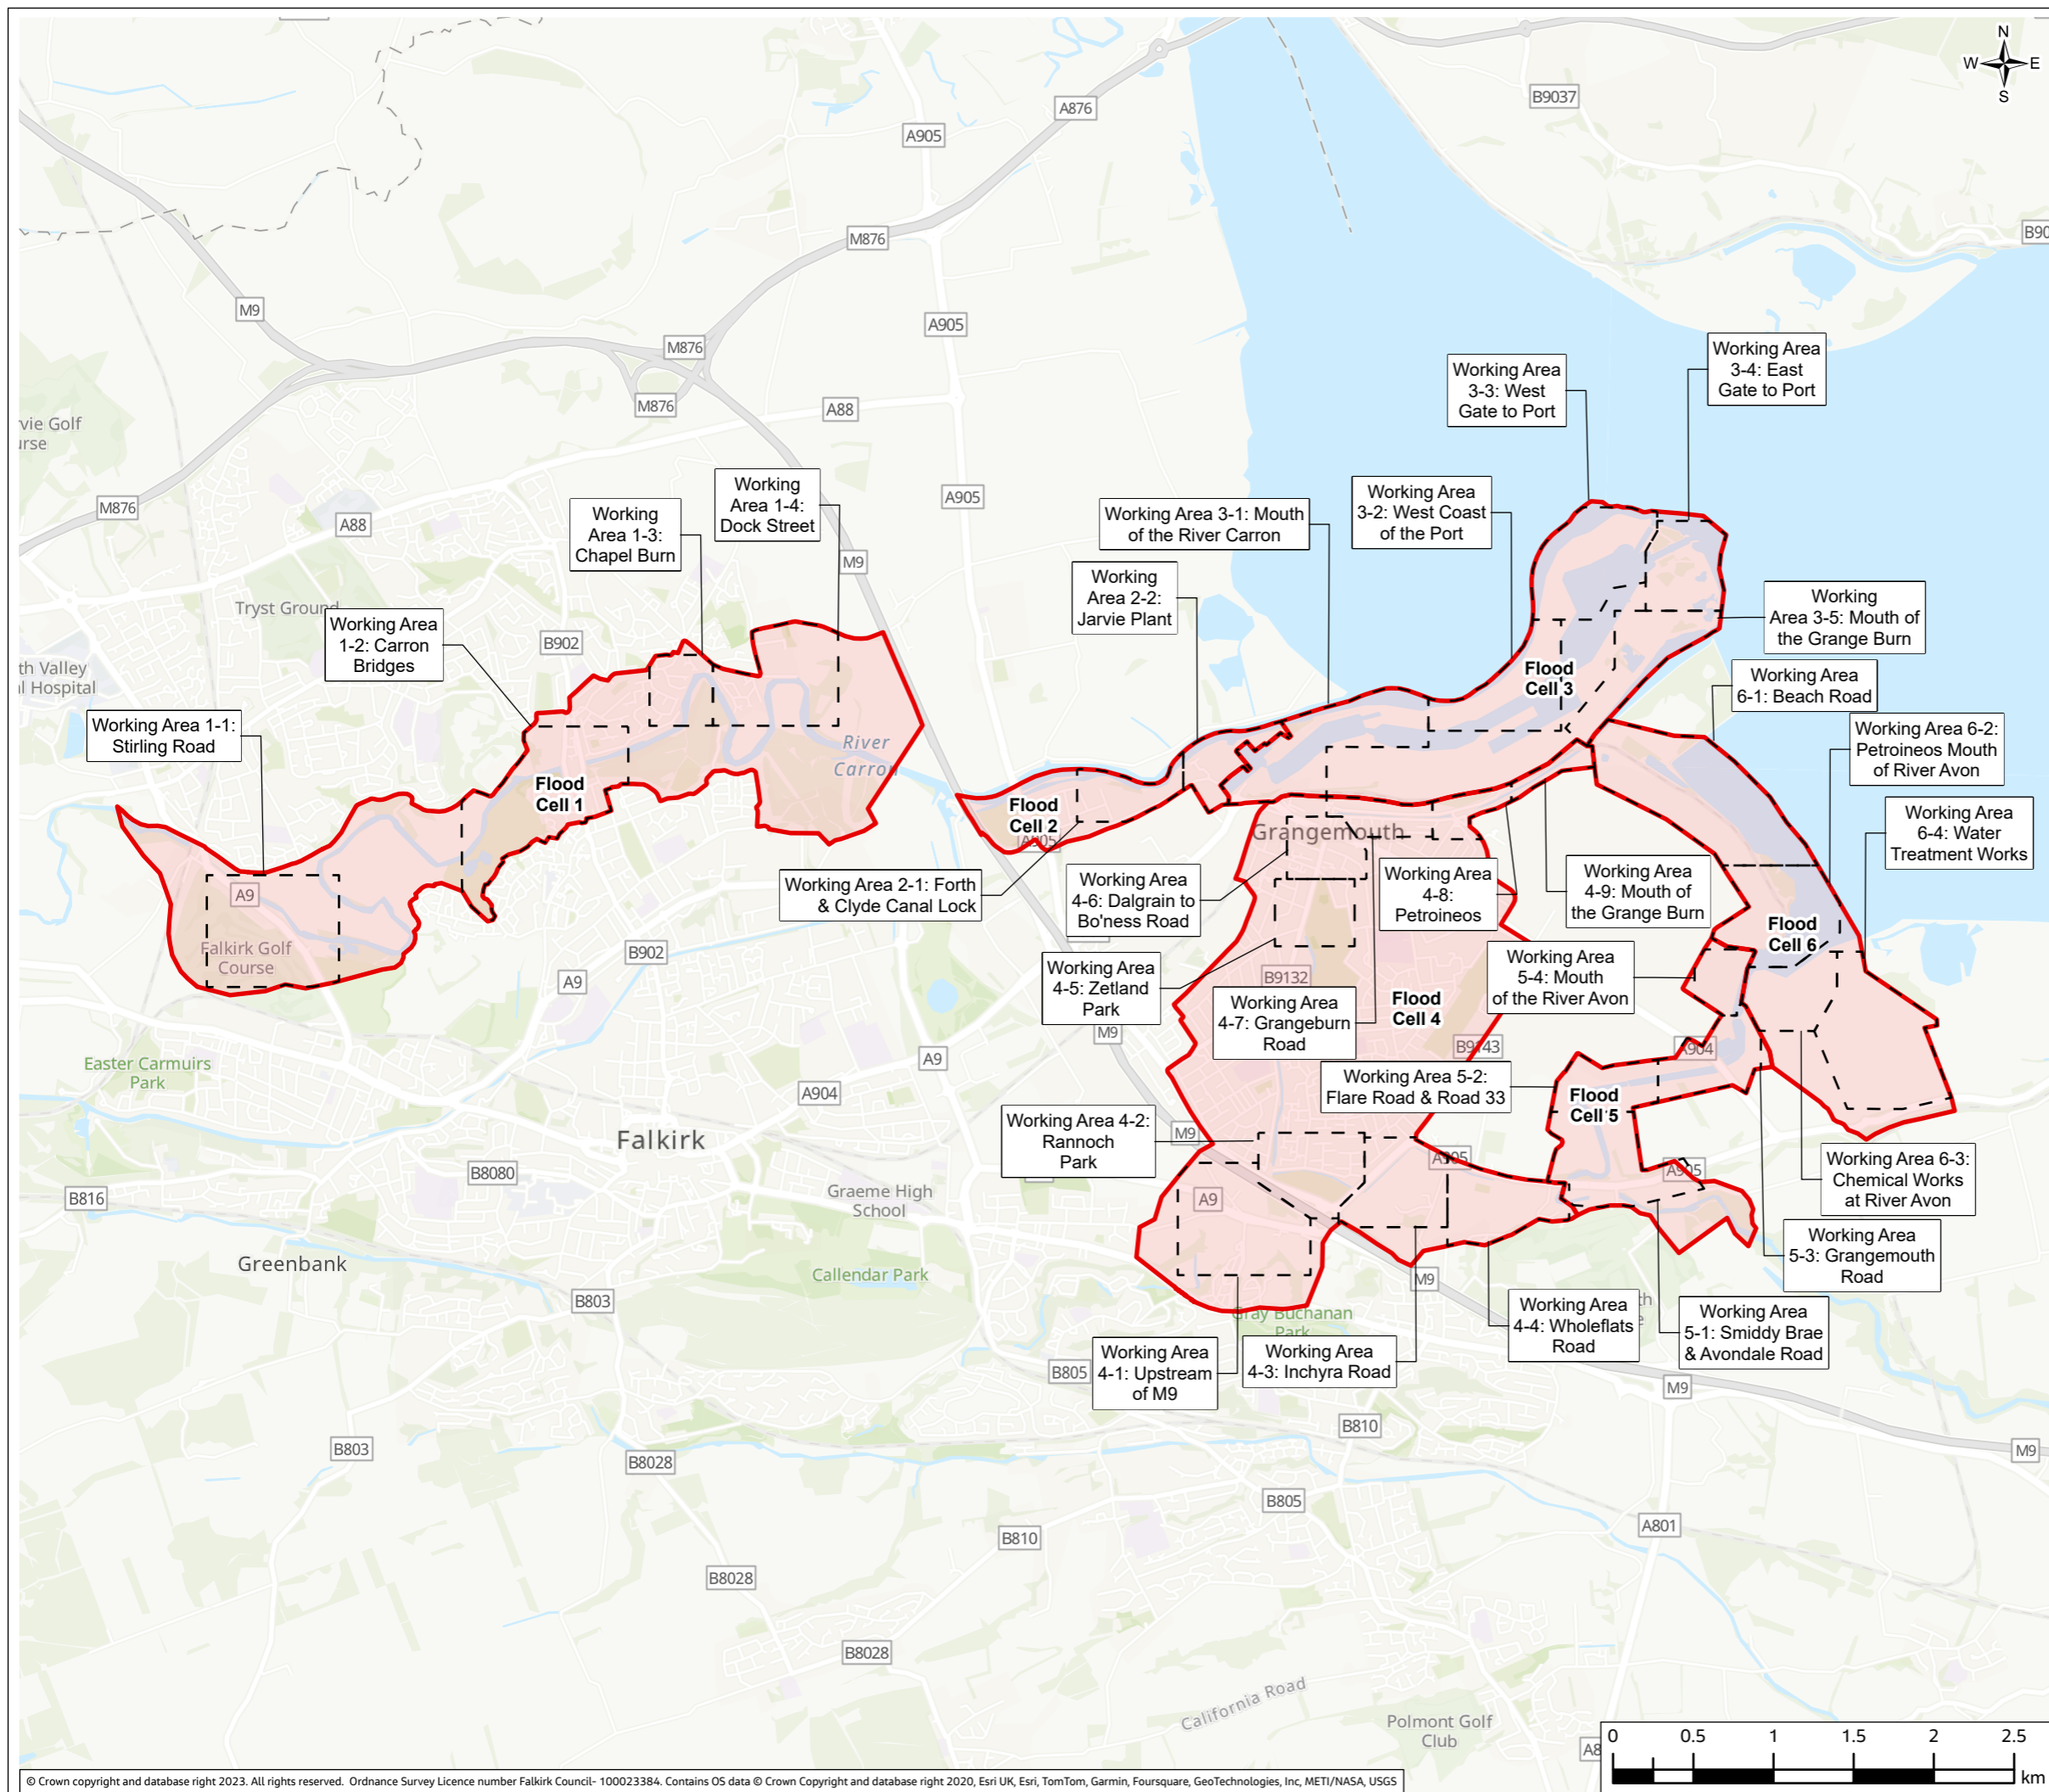 N
W E
S
B9037
A876
A905
M876
B90
M9
A905
M876
M876
A88
vie Golf
urse
M876
A88
A905
M9
Working Area
3-3: West
Gate to Port
Working Area
3-4: East
Gate to Port
Working
Area 1-4:
Dock Street
Working
Area 1-3:
Chapel Burn
Working Area 3-1: Mouth
of the River Carron
Working Area
3-2: West Coast
of the Port
Working
Area 2-2:
Jarvie Plant
Working
Area 3-5: Mouth of
the Grange Burn
Tryst Ground
Working Area
1-2: Carron
Bridges
B902
th Valley
al Hospital
Working Area 1-1:
Stirling Road
Flood
Cell 3
Working Area
6-1: Beach Road
Working Area 6-2:
Petroineos Mouth
of River Avon
River
Carron
Flood
Cell 1
Flood
Cell 2
A905
Grangemouth
Working Area
6-4: Water
Treatment Works
A9
Falkirk Golf
Course
Working Area 2-1: Forth
& Clyde Canal Lock
Working Area
4-6: Dalgrain to
Bo'ness Road
Working Area
4-8:
Petroineos
Working Area
4-9: Mouth of
the Grange Burn
Flood
Cell 6
B902
A9
Working Area
4-5: Zetland
Park
B9132
Working Area
4-7: Grangeburn
Road
Flood
Cell 4
Working Area
5-4: Mouth
of the River Avon
M9
A9
B9143
A904
Easter Carmuirs
Park
A904
Working Area 5-2:
Flare Road & Road 33
Flood
Cell 5
Falkirk
Working Area 4-2:
Rannoch
Park
M9
A905
A905
Working Area 6-3:
Chemical Works
at River Avon
B816
B8080
Graeme High
School
A9
Greenbank
Callendar Park
B803
M9
Working Area
5-3: Grangemouth
Road
Gray Buchanan
Park
th
e
Working Area
4-4: Wholeflats
Road
Working Area
5-1: Smiddy Brae
& Avondale Road
B805
Working Area
4-1: Upstream
of M9
Working Area
4-3: Inchyra Road
M9
B803
B8028
B810
M9
B805
B810
A801
B8028
B8028
California Road
Polmont Golf
Club
A8
0 0.5 1 1.5 2 2.5
km
© Crown copyright and database right 2023. All rights reserved. Ordnance Survey Licence number Falkirk Council- 100023384. Contains OS data © Crown Copyright and database right 2020, Esri UK, Esri, TomTom, Garmin, Foursquare, GeoTechnologies, Inc, METI/NASA, USGS